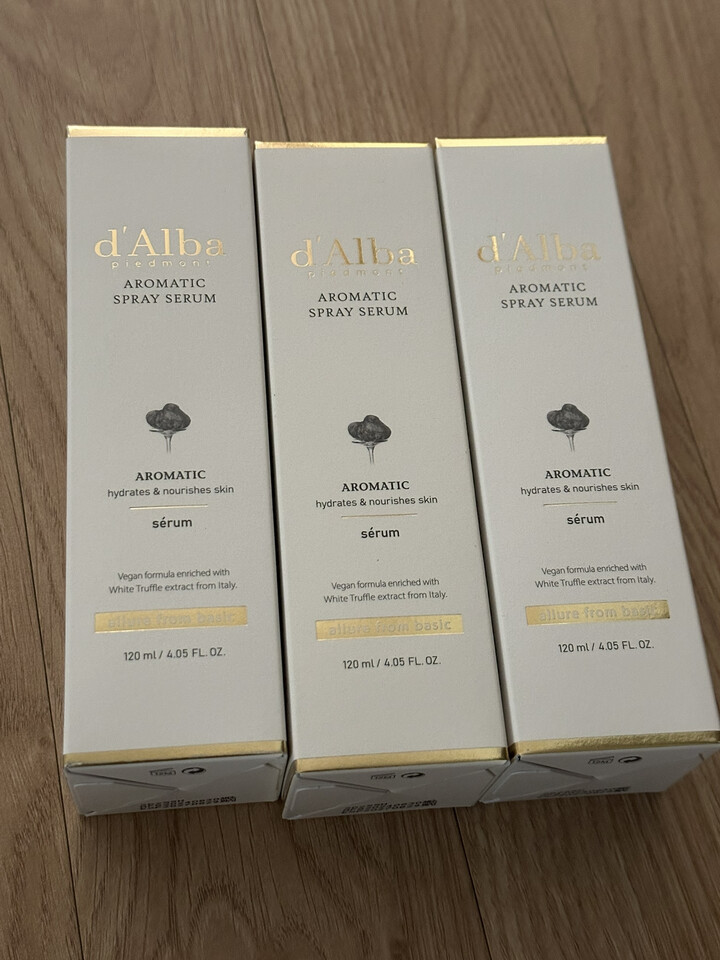 d'Alba
piedmont
AROMATIC
SPRAY SERUM
AROMATIC
hydrates & nourishes skin
sérum
Vegan formula enriched with
White Truffle extract from Italy.
allure from basic
120 ml / 4.05 FL. OZ.
d'Alba
piedmont
AROMATIC
SPRAY SERUM
AROMATIC
hydrates & nourishes skin
sérum
Vegan formula enriched with
White Truffle extract from Italy.
allure from basic
120 ml / 4.05 FL. OZ.
d'Alba
piedmont
AROMATIC
SPRAY SERUM
AROMATIC
hydrates & nourishes skin
sérum
Vegan formula enriched with
White Truffle extract from Italy.
allure from basic
120 ml / 4.05 FL. OZ.